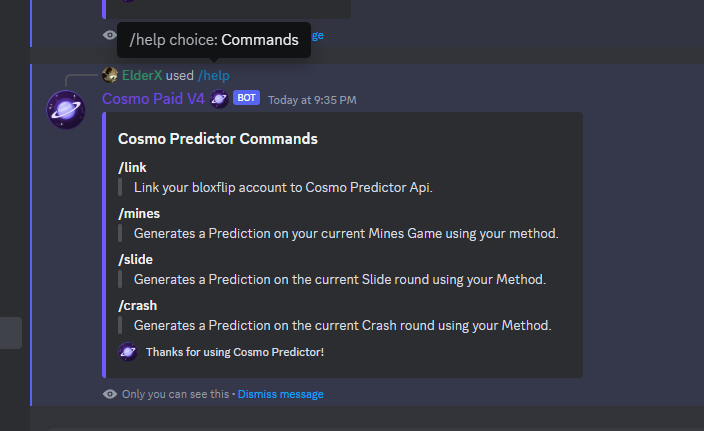 ge
/help choice: Commands
ElderX used /help
Cosmo Paid V4 BOT Today at 9:35 PM
Cosmo Predictor Commands
/link
Link your bloxflip account to Cosmo Predictor Api.
/mines
Generates a Prediction on your current Mines Game using your method.
/slide
Generates a Prediction on the current Slide round using your Method.
/crash
Generates a Prediction on the current Crash round using your Method.
Thanks for using Cosmo Predictor!
Only you can see this • Dismiss message